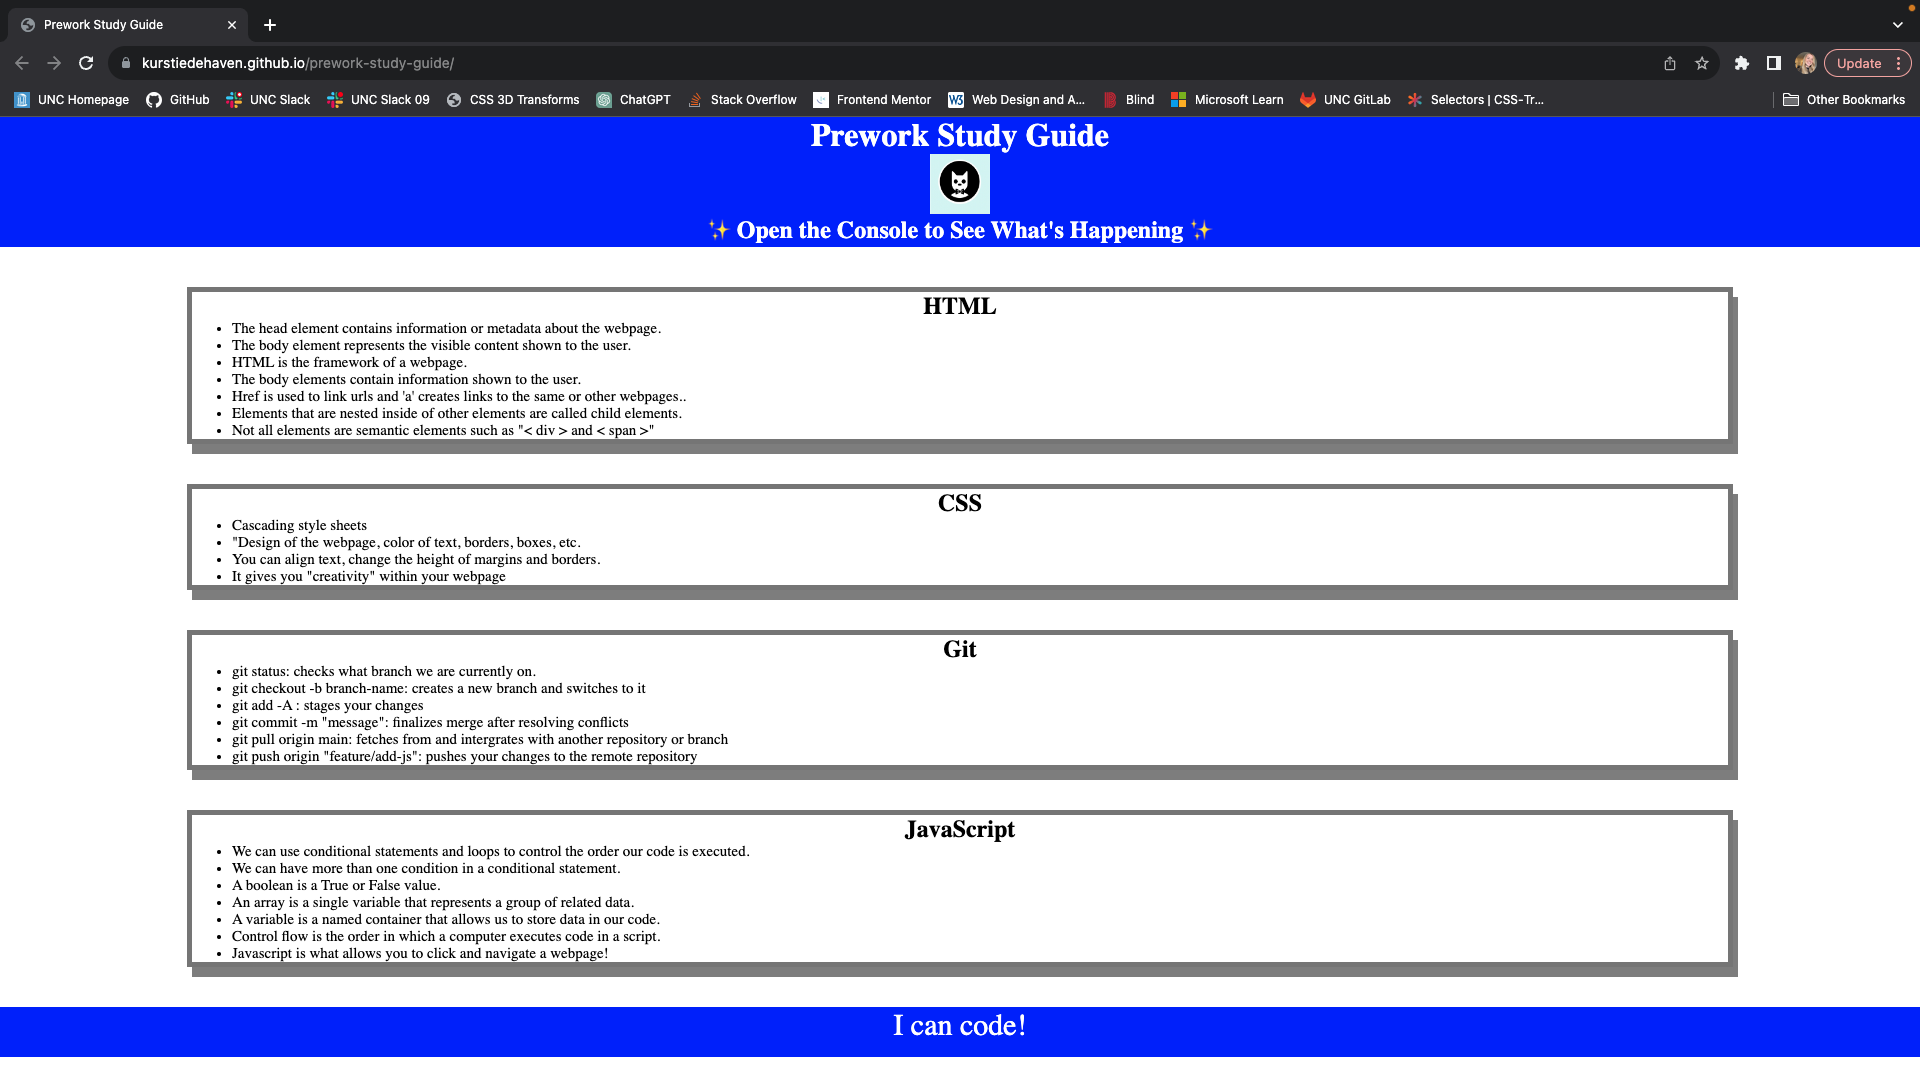 Prework Study Guide
kurstiedehaven.github.io/prework-study-guide/
Update
UNC Homepage GitHub UNC Slack UNC Slack 09 CSS 3D Transforms ChatGPT Stack Overflow Frontend Mentor Web Design and A... Blind Microsoft Learn UNC GitLab Selectors | CSS-Tr... Other Bookmarks
Prework Study Guide
✨ Open the Console to See What's Happening ✨
HTML
• The head element contains information or metadata about the webpage.
• The body element represents the visible content shown to the user.
• HTML is the framework of a webpage.
• The body elements contain information shown to the user.
• Href is used to link urls and 'a' creates links to the same or other webpages..
• Elements that are nested inside of other elements are called child elements.
• Not all elements are semantic elements such as "< div > and < span >"
CSS
• Cascading style sheets
• "Design of the webpage, color of text, borders, boxes, etc.
• You can align text, change the height of margins and borders.
• It gives you "creativity" within your webpage
Git
• git status: checks what branch we are currently on.
• git checkout -b branch-name: creates a new branch and switches to it
• git add -A : stages your changes
• git commit -m "message": finalizes merge after resolving conflicts
• git pull origin main: fetches from and intergrates with another repository or branch
• git push origin "feature/add-js": pushes your changes to the remote repository
JavaScript
• We can use conditional statements and loops to control the order our code is executed.
• We can have more than one condition in a conditional statement.
• A boolean is a True or False value.
• An array is a single variable that represents a group of related data.
• A variable is a named container that allows us to store data in our code.
• Control flow is the order in which a computer executes code in a script.
• Javascript is what allows you to click and navigate a webpage!
I can code!